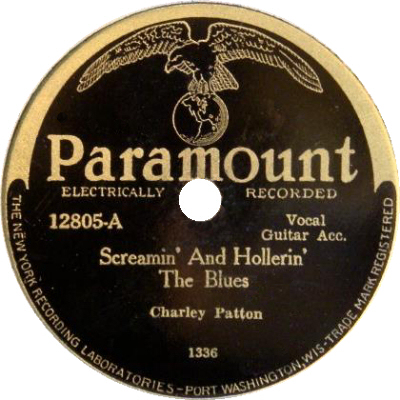 Paramount
ELECTRICALLY RECORDED
12805-A
Vocal
Guitar Acc.
Screamin' And Hollerin'
The Blues
Charley Patton
1336
THE NEW YORK RECORDING LABORATORIES - PORT WASHINGTON, WIS - TRADE MARK REGISTERED